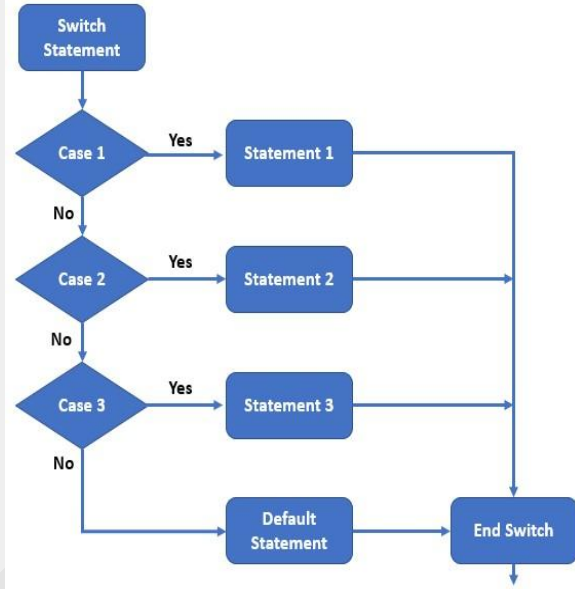 Switch
Statement
Case 1
Yes
Statement 1
No
Case 2
Yes
Statement 2
No
Case 3
Yes
Statement 3
No
Default
Statement
End Switch